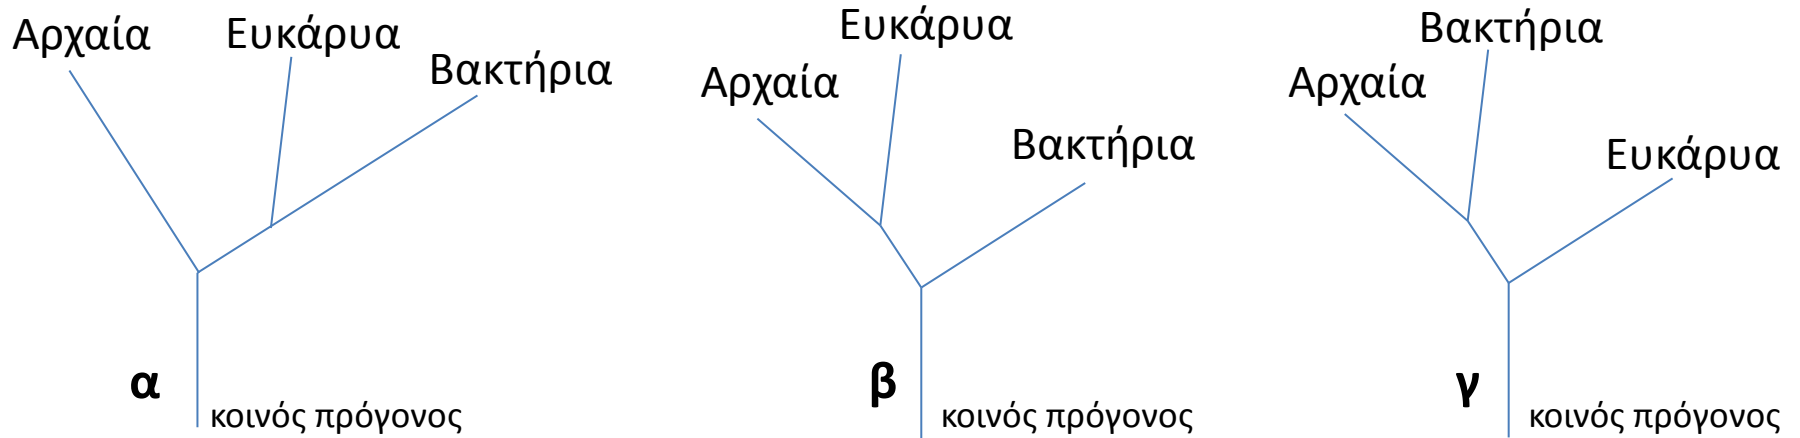 Αρχαία
Ευκάρυα
Βακτήρια
α
κοινός πρόγονος
Ευκάρυα
Αρχαία
Βακτήρια
β
κοινός πρόγονος
Βακτήρια
Αρχαία
Ευκάρυα
γ
κοινός πρόγονος